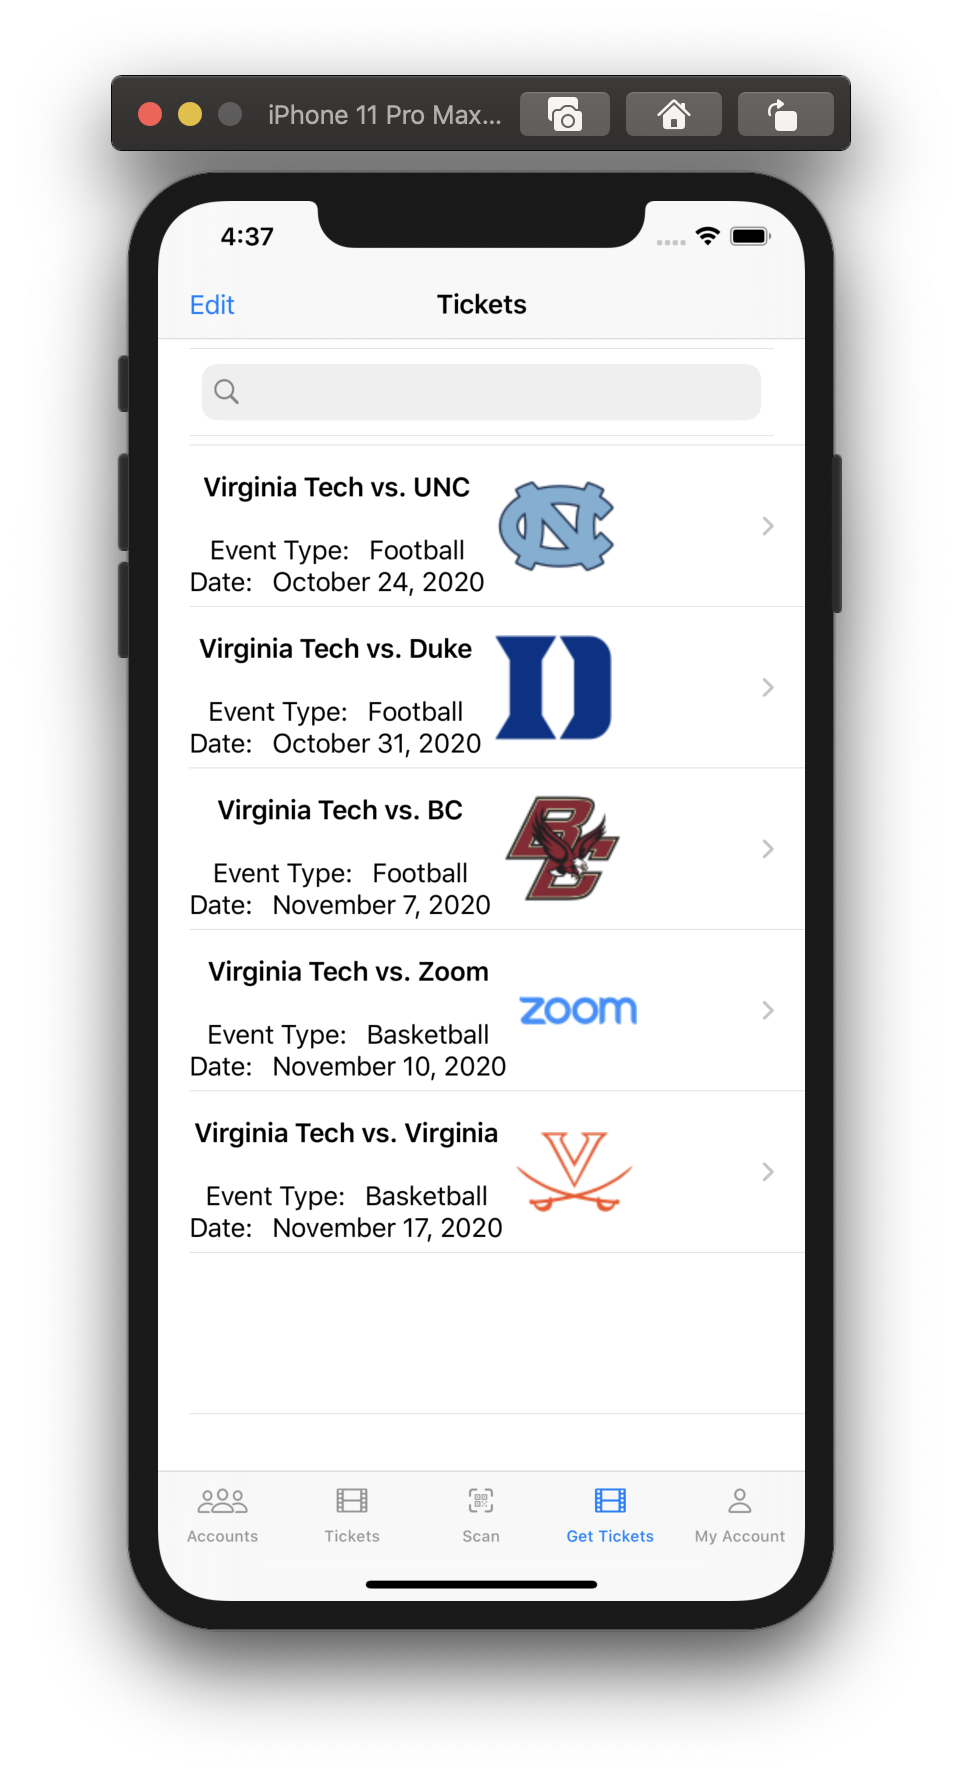 iPhone 11 Pro Max...
4:37
Edit
Tickets
Virginia Tech vs. UNC
NC
Event Type: Football
Date: October 24, 2020
Virginia Tech vs. Duke
D
Event Type: Football
Date: October 31, 2020
Virginia Tech vs. BC
BC
Event Type: Football
Date: November 7, 2020
Virginia Tech vs. Zoom
zoom
Event Type: Basketball
Date: November 10, 2020
Virginia Tech vs. Virginia
V
Event Type: Basketball
Date: November 17, 2020
Accounts
Tickets
Scan
Get Tickets
My Account